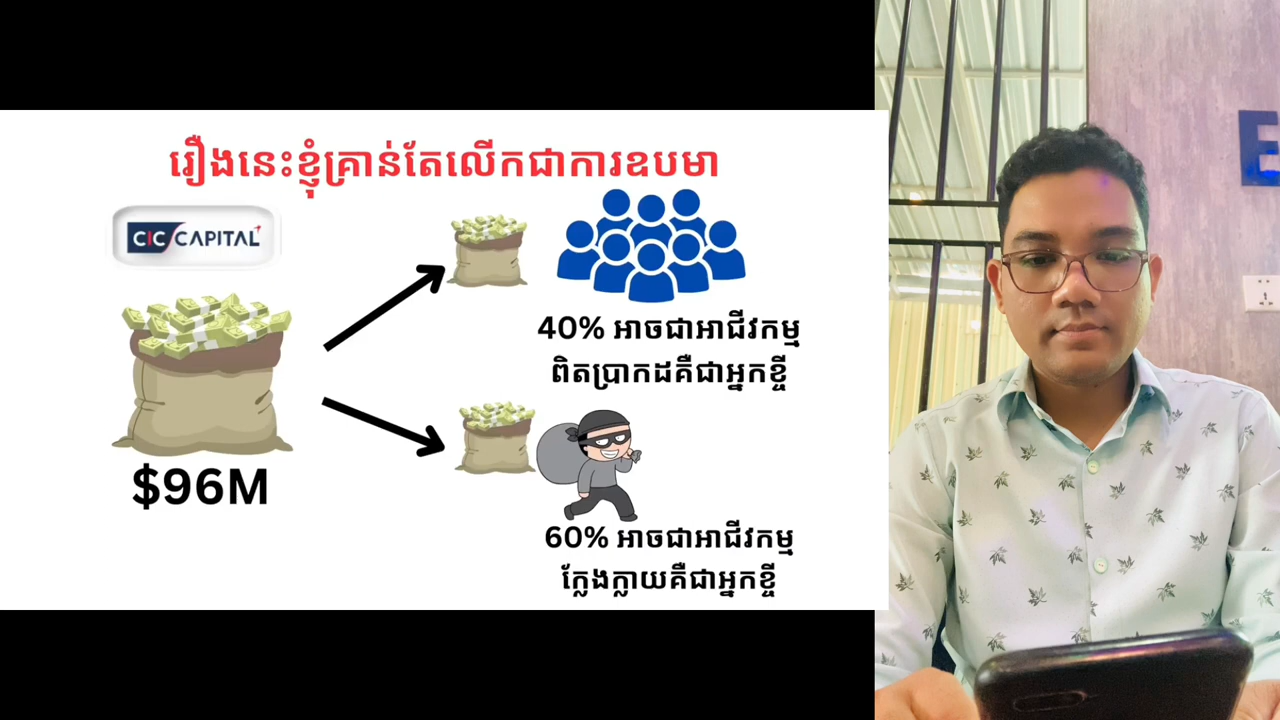 រឿងនេះខ្ញុំគ្រាន់តែលើកជាការឧបមា
CIC CAPITAL+
$96M
40% អាចជាអាជីវកម្ម
ពិតប្រាកដគឺជាអ្នកខ្ចី
60% អាចជាអាជីវកម្ម
ក្លែងក្លាយគឺជាអ្នកខ្ចី
E